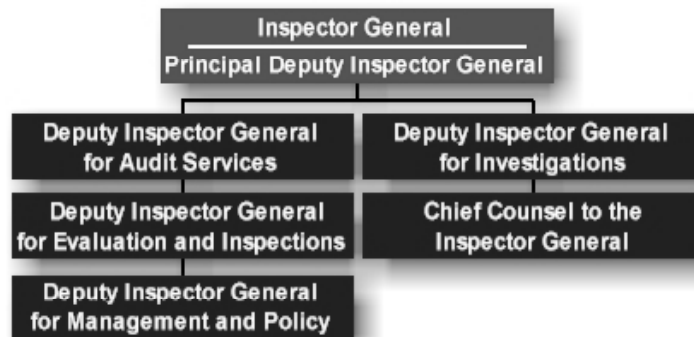 Inspector General
Principal Deputy Inspector General
Deputy Inspector General
for Audit Services
Deputy Inspector General
for Investigations
Deputy Inspector General
for Evaluation and Inspections
Chief Counsel to the
Inspector General
Deputy Inspector General
for Management and Policy